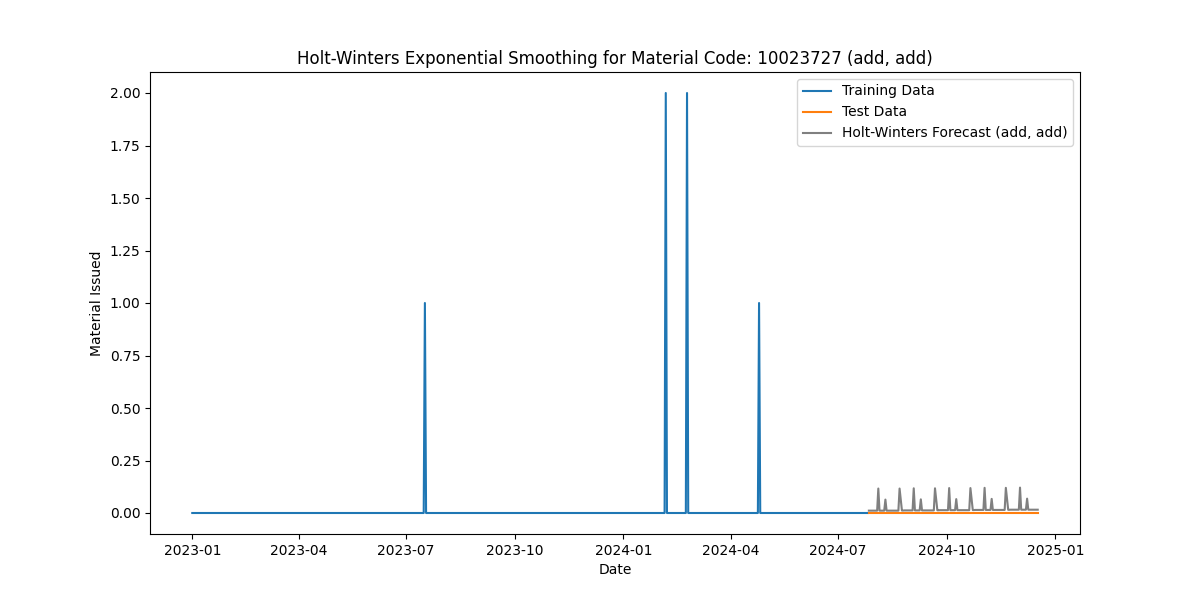 Holt-Winters Exponential Smoothing for Material Code: 10023727 (add, add)
Training Data
Test Data
Holt-Winters Forecast (add, add)
Material Issued
2.00
1.75
1.50
1.25
1.00
0.75
0.50
0.25
0.00
2023-01 2023-04 2023-07 2023-10 2024-01 2024-04 2024-07 2024-10 2025-01
Date